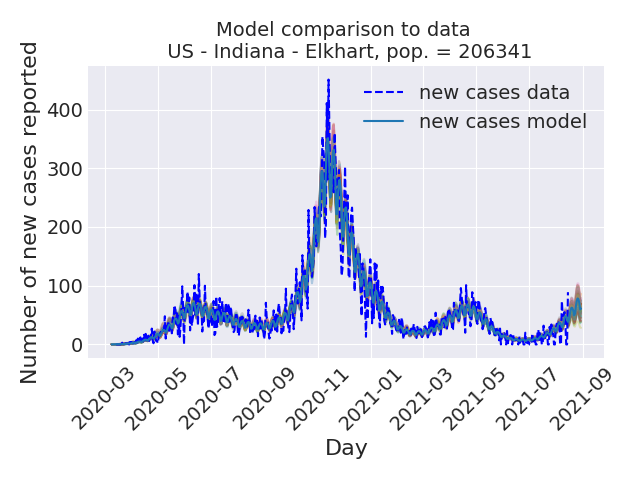 Model comparison to data
US - Indiana - Elkhart, pop. = 206341
Number of new cases reported
400
300
200
100
0
new cases data
new cases model
2020-03
2020-05
2020-07
2020-09
2020-11
2021-01
2021-03
2021-05
2021-07
2021-09
Day